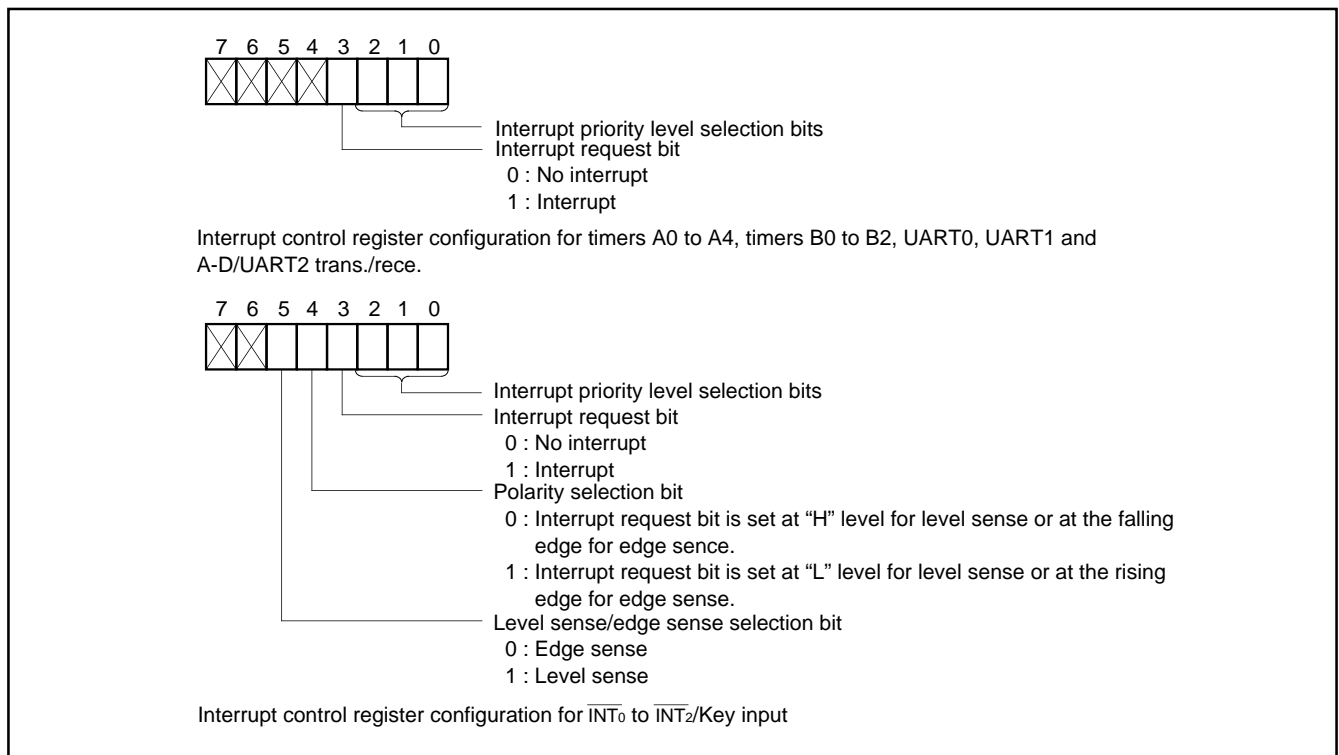 7 6 5 4 3 2 1 0
Interrupt priority level selection bits
Interrupt request bit
0 : No interrupt
1 : Interrupt
Interrupt control register configuration for timers A0 to A4, timers B0 to B2, UART0, UART1 and
A-D/UART2 trans./rece.
7 6 5 4 3 2 1 0
Interrupt priority level selection bits
Interrupt request bit
0 : No interrupt
1 : Interrupt
Polarity selection bit
0 : Interrupt request bit is set at “H” level for level sense or at the falling
edge for edge sence.
1 : Interrupt request bit is set at “L” level for level sense or at the rising
edge for edge sense.
Level sense/edge sense selection bit
0 : Edge sense
1 : Level sense
Interrupt control register configuration for I̅N̅T̅₀ to I̅N̅T̅₂/Key input